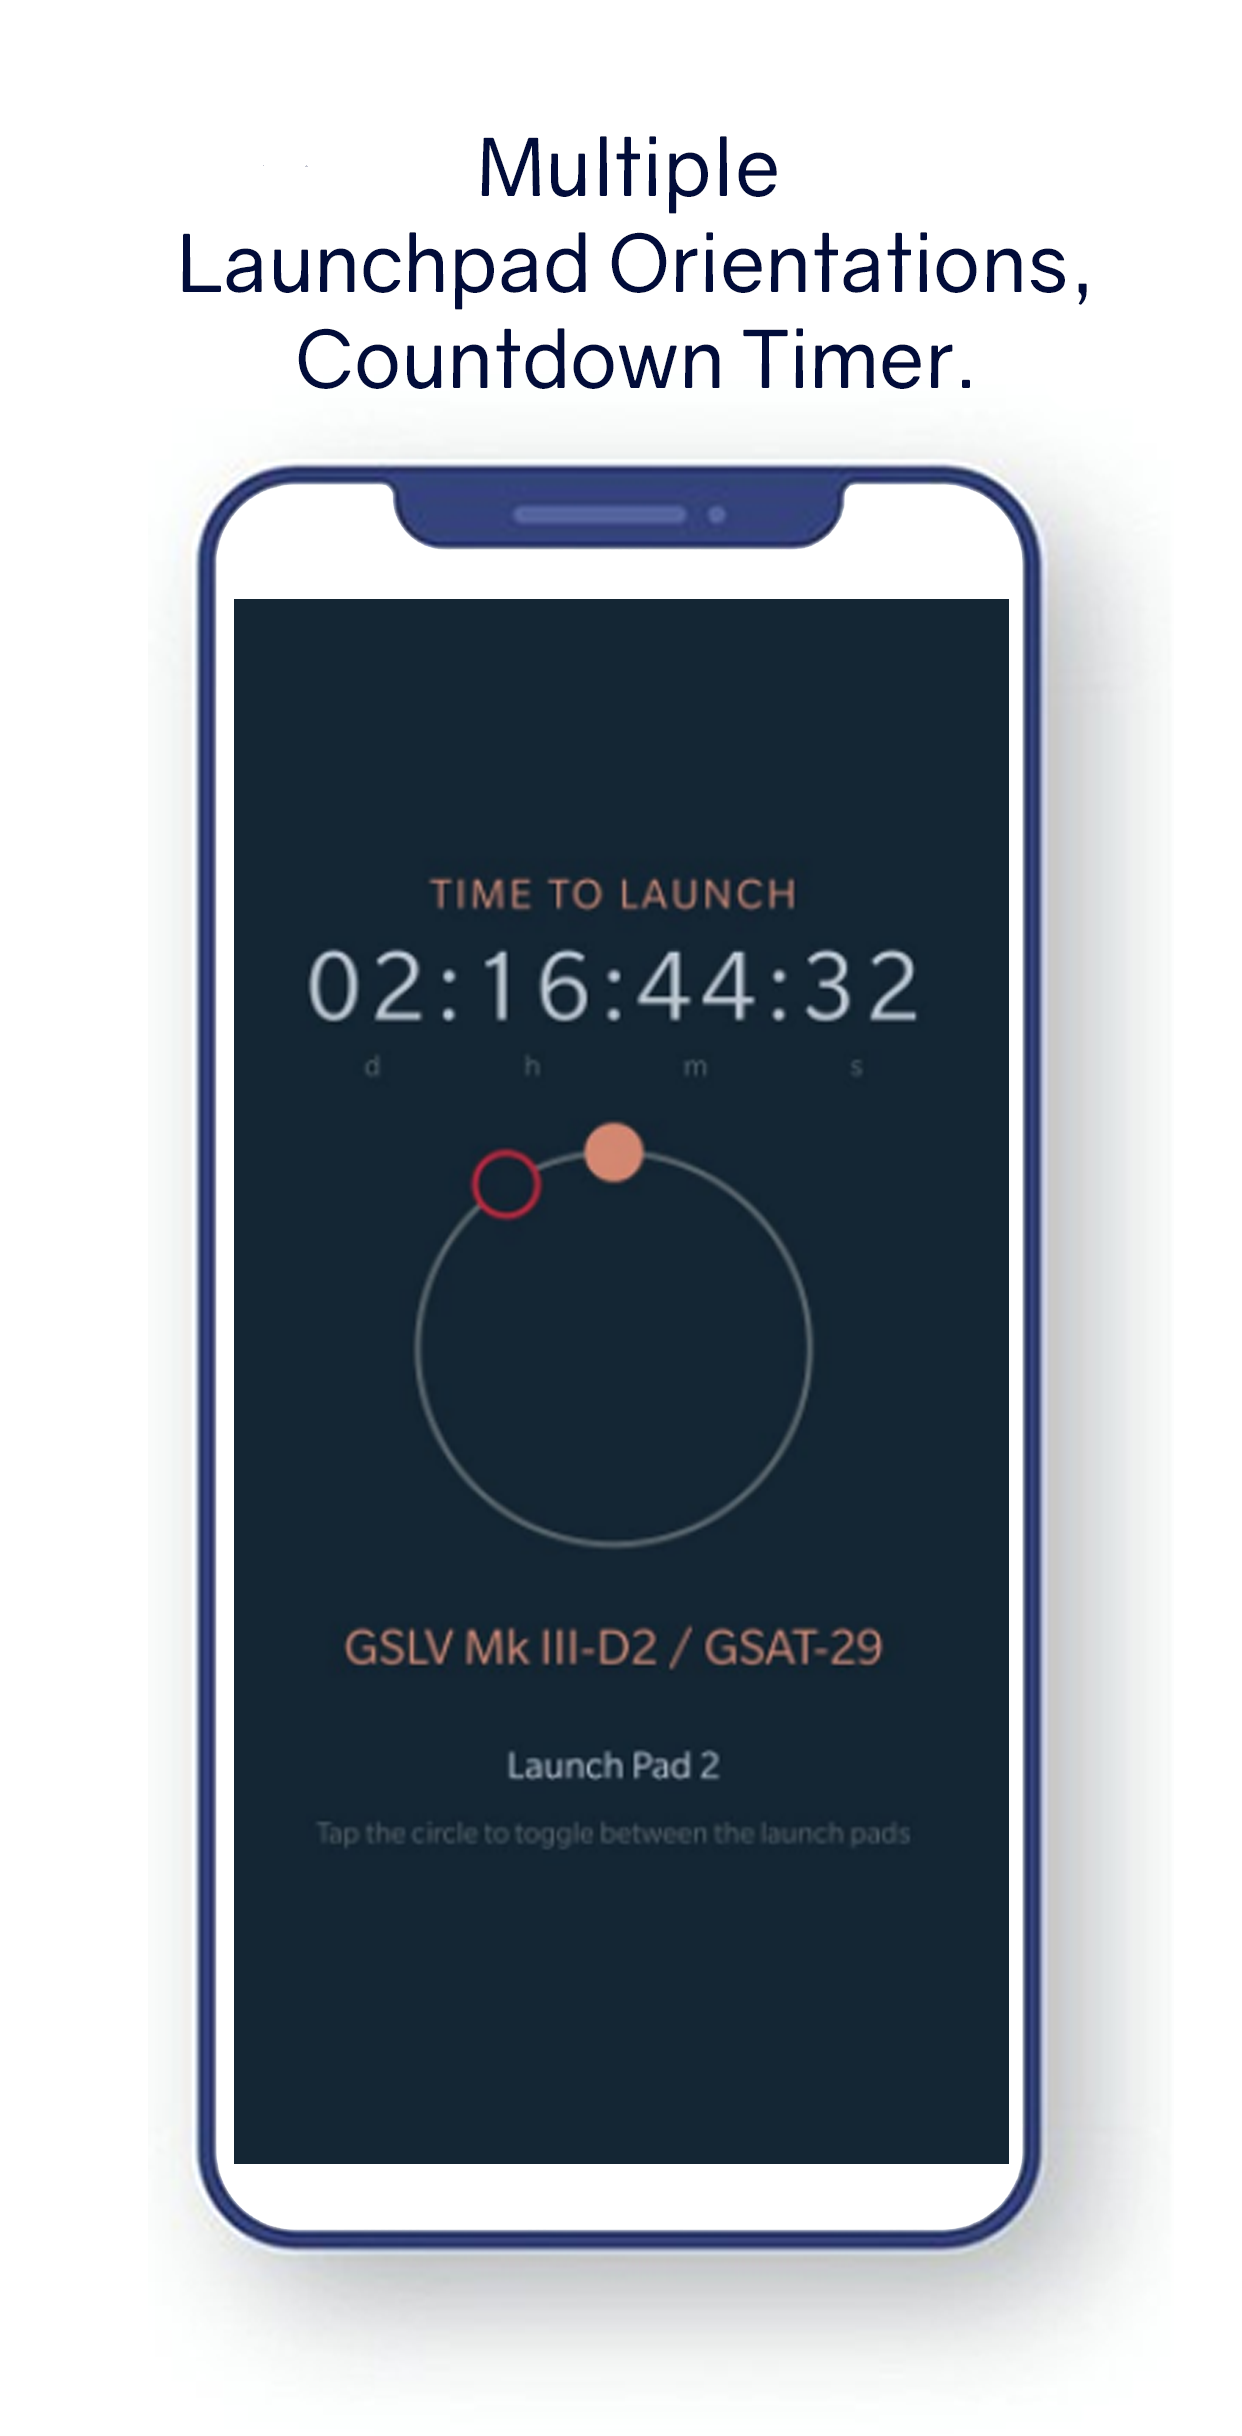 Multiple
Launchpad Orientations,
Countdown Timer.
TIME TO LAUNCH
02:16:44:32
d h m s
GSLV Mk III-D2 / GSAT-29
Launch Pad 2
Tap the circle to toggle between the launch pads